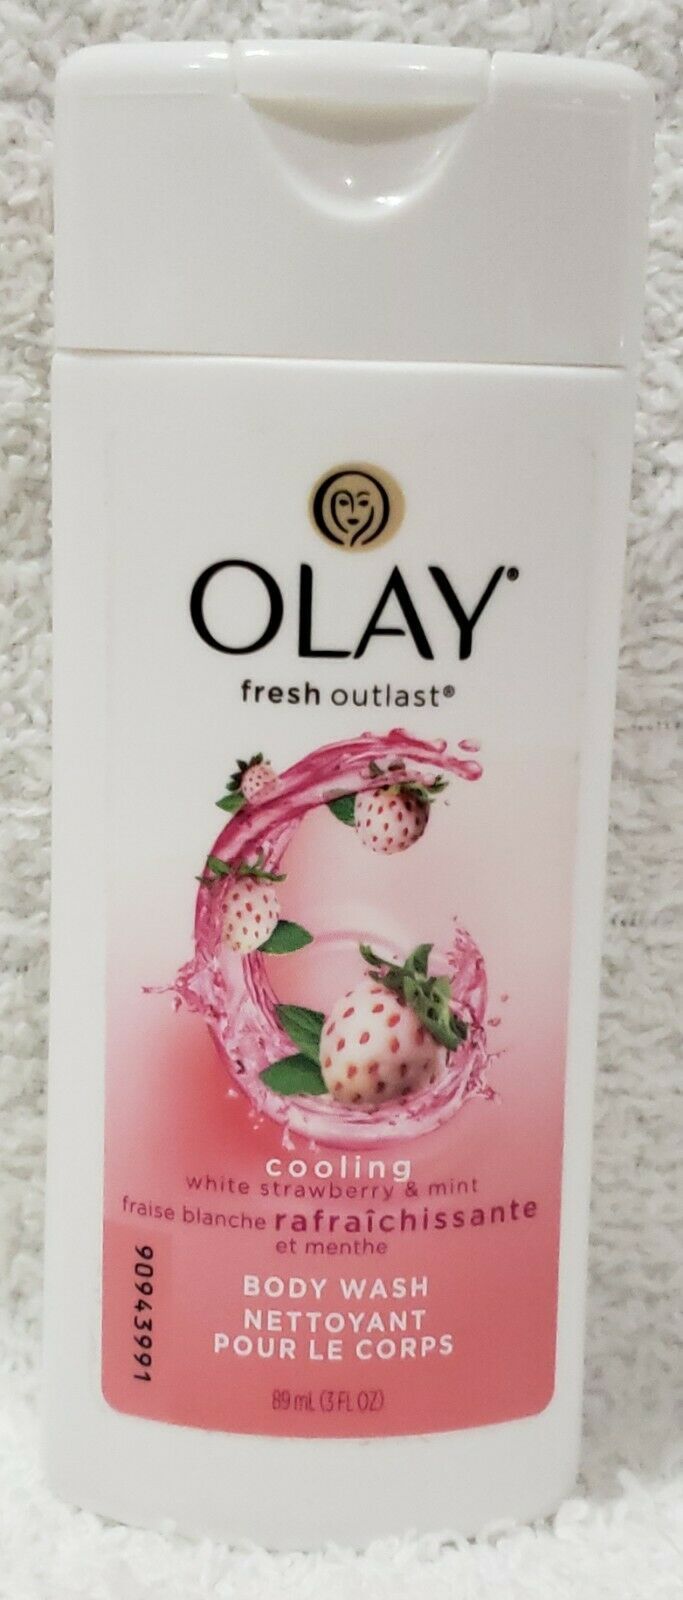 OLAY®
fresh outlast®
cooling
white strawberry & mint
fraise blanche rafraîchissante
et menthe
BODY WASH
NETTOYANT
POUR LE CORPS
89 mL (3 FL OZ)
90943991